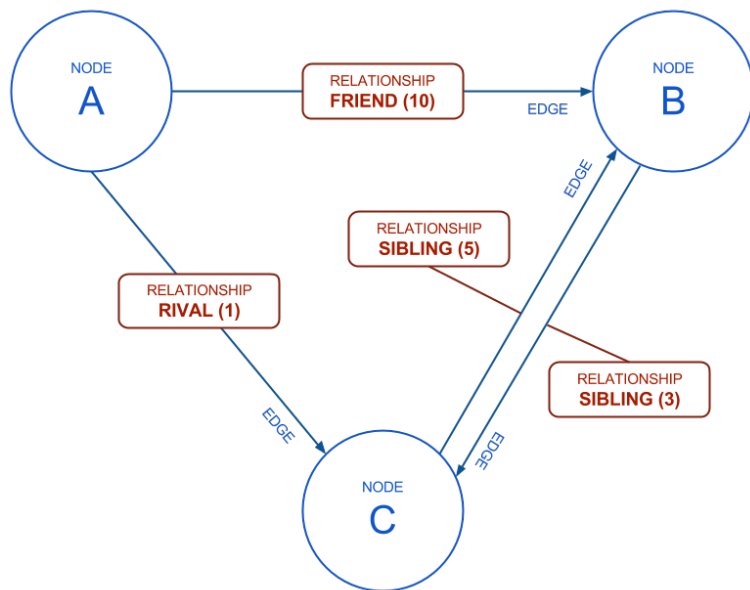 NODE
A
RELATIONSHIP
FRIEND (10)
EDGE
NODE
B
EDGE
RELATIONSHIP
SIBLING (5)
RELATIONSHIP
RIVAL (1)
RELATIONSHIP
SIBLING (3)
EDGE
EDGE
NODE
C